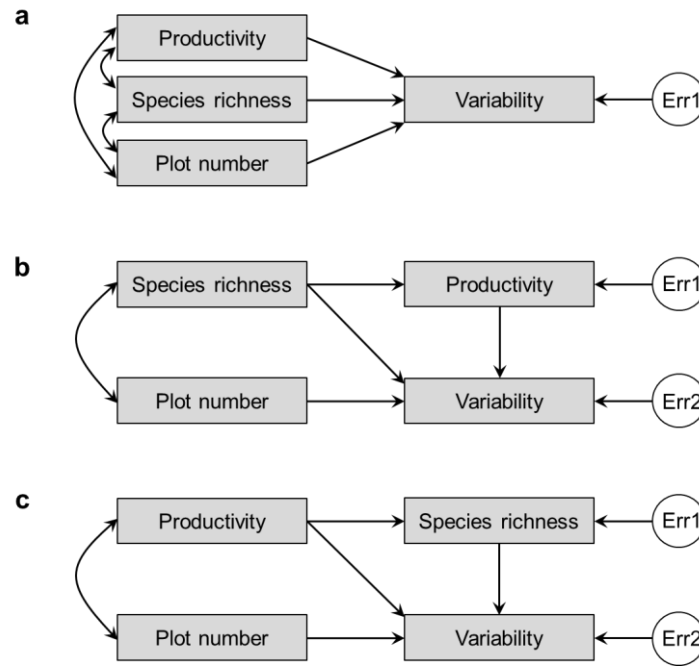 a
Productivity
Species richness
Variability
Err1
Plot number
b
Species richness
Productivity
Err1
Plot number
Variability
Err2
c
Productivity
Species richness
Err1
Plot number
Variability
Err2